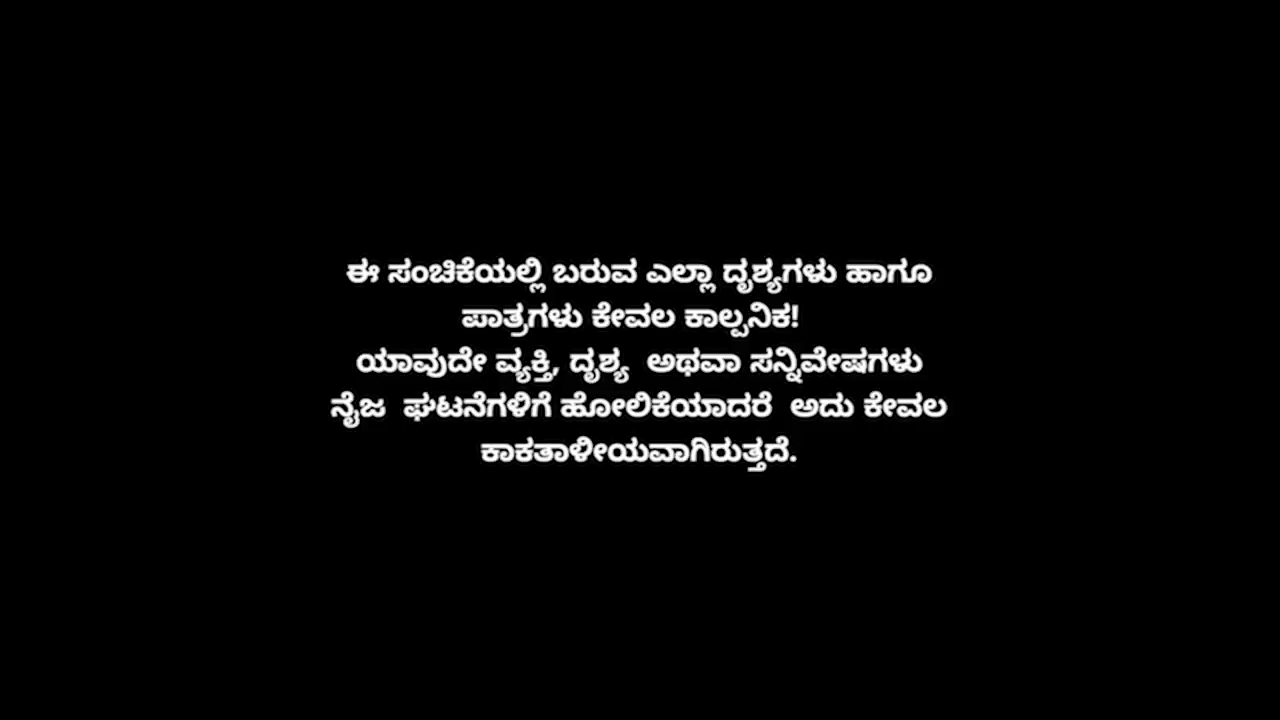 ಈ ಸಂಚಿಕೆಯಲ್ಲಿ ಬರುವ ಎಲ್ಲಾ ದೃಶ್ಯಗಳು ಹಾಗೂ
ಪಾತ್ರಗಳು ಕೇವಲ ಕಾಲ್ಪನಿಕ!
ಯಾವುದೇ ವ್ಯಕ್ತಿ, ದೃಶ್ಯ ಅಥವಾ ಸನ್ನಿವೇಷಗಳು
ನೈಜ ಘಟನೆಗಳಿಗೆ ಹೋಲಿಕೆಯಾದರೆ ಅದು ಕೇವಲ
ಕಾಕತಾಳೀಯವಾಗಿರುತ್ತದೆ.